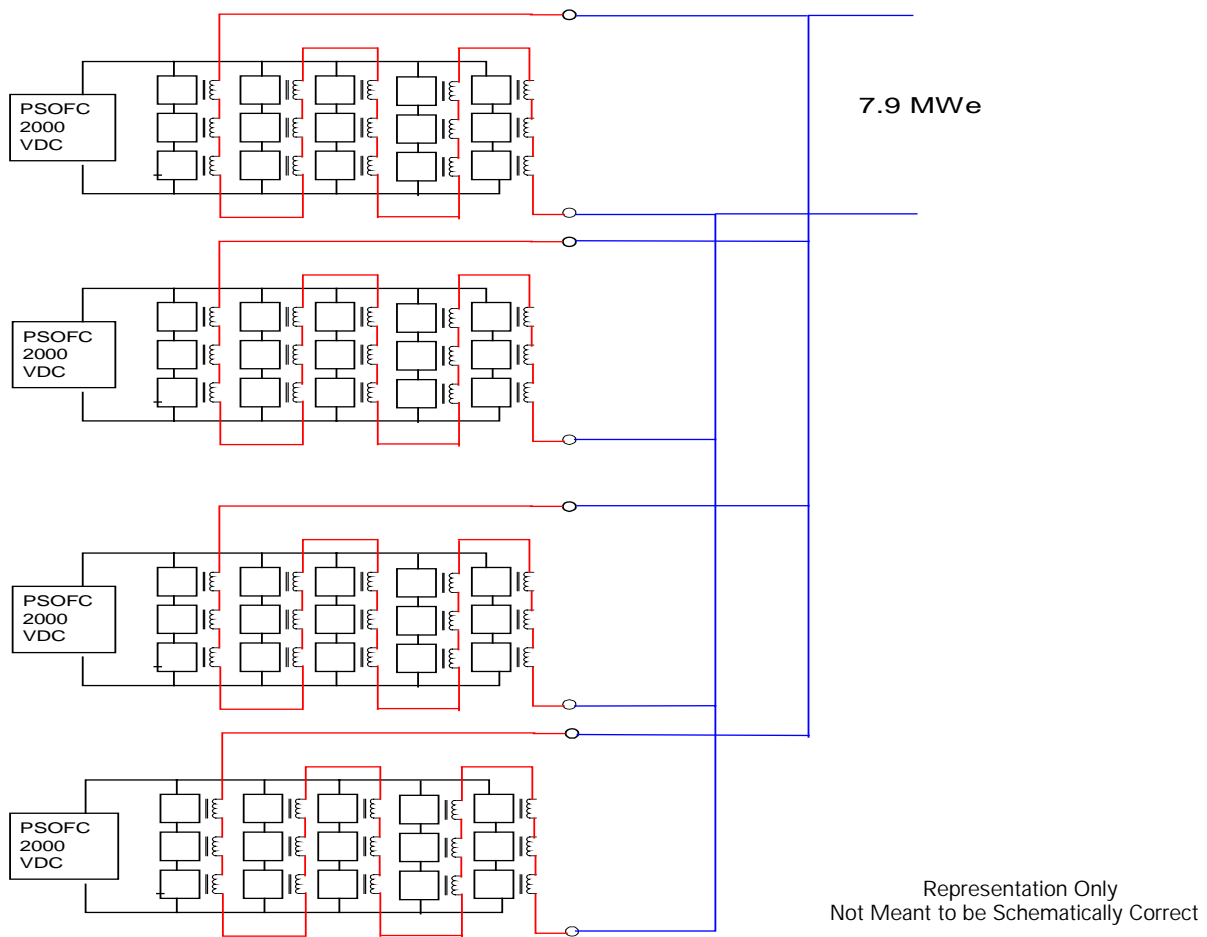 PSOFC
2000
VDC
7.9 MWe
PSOFC
2000
VDC
PSOFC
2000
VDC
PSOFC
2000
VDC
Representation Only
Not Meant to be Schematically Correct